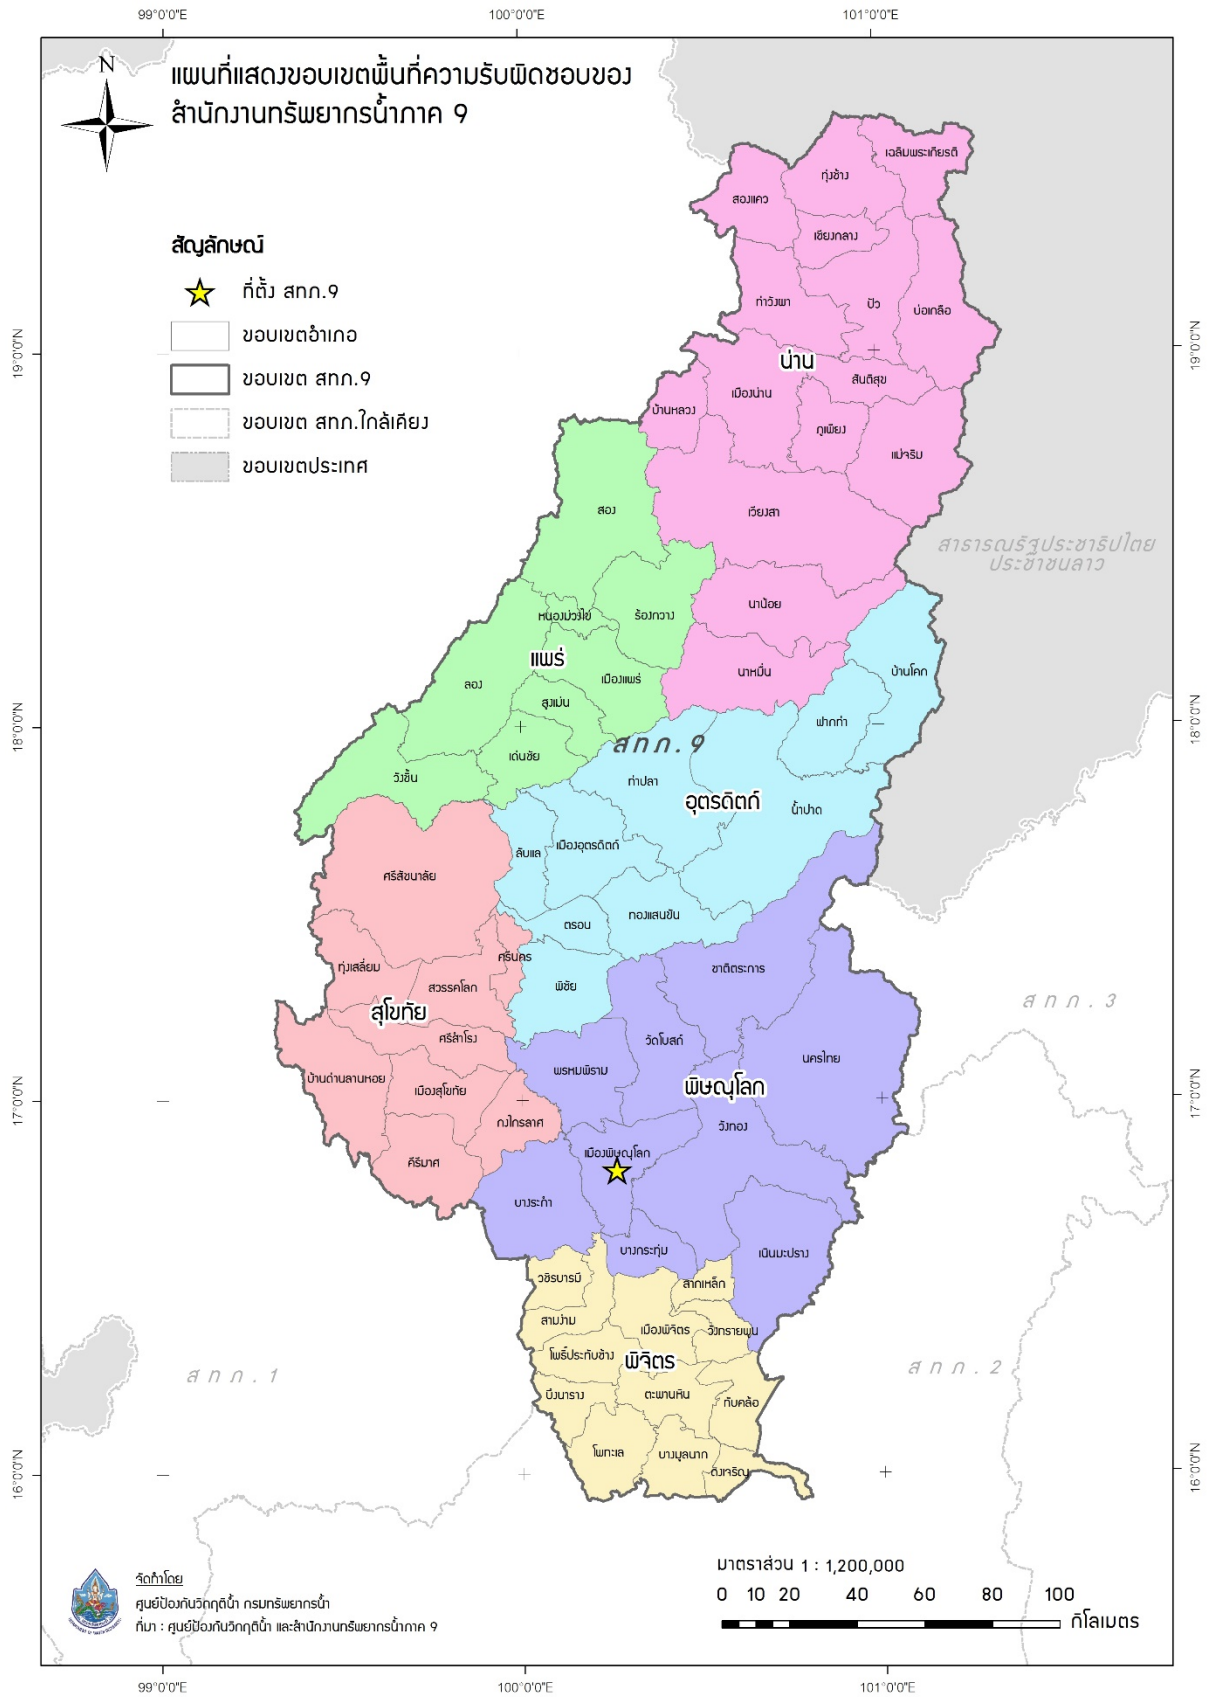 99°0'0"E
100°0'0"E
101°0'0"E
N
แผนที่แสดงขอบเขตพื้นที่ความรับผิดชอบของ
สำนักงานทรัพยากรน้ำภาค 9
สัญลักษณ์
ที่ตั้ง สทภ.9
ขอบเขตอำเภอ
ขอบเขต สทภ.9
ขอบเขต สทภ.ใกล้เคียง
ขอบเขตประเทศ
19°0'0"N
19°0'0"N
18°0'0"N
18°0'0"N
17°0'0"N
17°0'0"N
16°0'0"N
16°0'0"N
เฉลิมพระเกียรติ
ทุ่งช้าง
สองแคว
เชียงกลาง
ท่าวังผา
ปัว
บ่อเกลือ
น่าน
สันติสุข
เมืองน่าน
บ้านหลวง
ภูเพียง
แม่จริม
เวียงสา
สอง
สาธารณรัฐประชาธิปไตย
ประชาชนลาว
นาน้อย
หนองม่วงไข่
ร้องกวาง
แพร่
นาหมื่น
บ้านโคก
ลอง
เมืองแพร่
สูงเม่น
ฟากท่า
สทภ.9
เด่นชัย
วังชิ้น
ท่าปลา
อุตรดิตถ์
น้ำปาด
ลับแล
เมืองอุตรดิตถ์
ศรีสัชนาลัย
ตรอน
ทองแสนขัน
ศรีนคร
ทุ่งเสลี่ยม
ชาติตระการ
สวรรคโลก
พิชัย
สทภ.3
สุโขทัย
ศรีสำโรง
วัดโบสถ์
นครไทย
พรหมพิราม
บ้านด่านลานหอย
เมืองสุโขทัย
พิษณุโลก
กงไกรลาศ
วังทอง
เมืองพิษณุโลก
คีรีมาศ
บางระกำ
บางกระทุ่ม
เนินมะปราง
วชิรบารมี
สากเหล็ก
สามง่าม
เมืองพิจิตร
วังทรายพูน
โพธิ์ประทับช้าง
พิจิตร
สทภ.1
สทภ.2
บึงนาราง
ตะพานหิน
ทับคล้อ
โพทะเล
บางมูลนาก
ดงเจริญ
มาตราส่วน 1 : 1,200,000
0 10 20 40 60 80 100
กิโลเมตร
จัดทำโดย
ศูนย์ป้องกันวิกฤติน้ำ กรมทรัพยากรน้ำ
ที่มา : ศูนย์ป้องกันวิกฤติน้ำ และสำนักงานทรัพยากรน้ำภาค 9
99°0'0"E
100°0'0"E
101°0'0"E